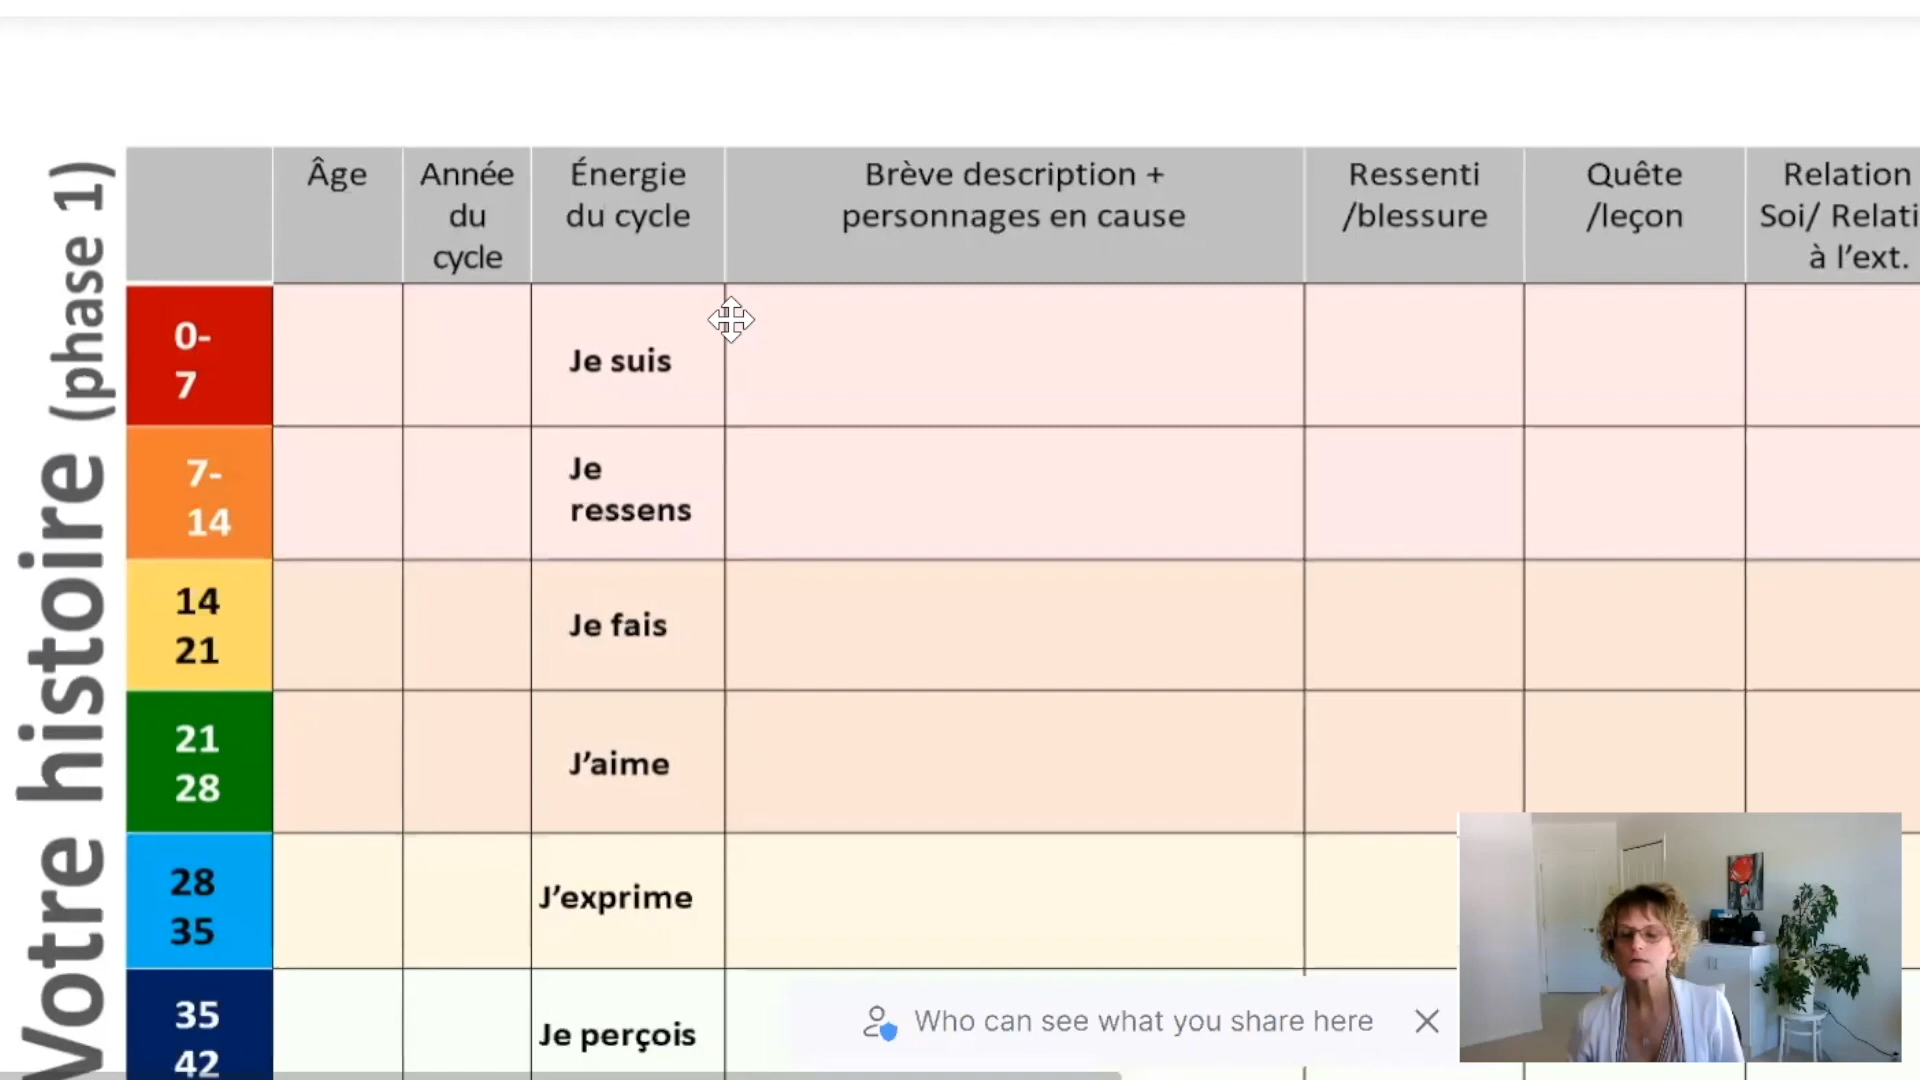 Votre histoire (phase 1)
Âge
Année
du
cycle
Énergie
du cycle
Brève description +
personnages en cause
Ressenti
/blessure
Quête
/leçon
Relation
Soi/ Relati
à l'ext.
0-
7
Je suis
7-
14
Je
ressens
14
21
Je fais
21
28
J'aime
28
35
J'exprime
35
42
Je perçois
Who can see what you share here